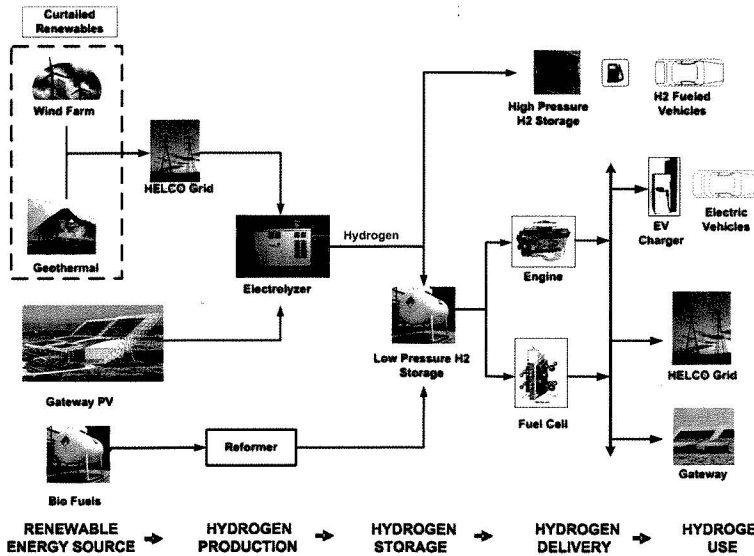 Curtailed
Renewables
Wind Farm
Geothermal
HELCO Grid
Electrolyzer
Hydrogen
Gateway PV
Bio Fuels
Reformer
Low Pressure H2
Storage
High Pressure
H2 Storage
H2 Fueled
Vehicles
Engine
Fuel Cell
EV
Charger
Electric
Vehicles
HELCO Grid
Gateway
RENEWABLE
ENERGY SOURCE
HYDROGEN
PRODUCTION
HYDROGEN
STORAGE
HYDROGEN
DELIVERY
HYDROGE
USE